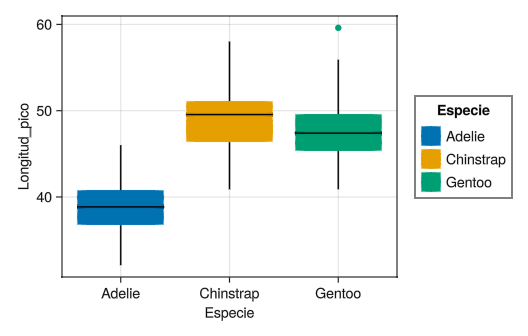 60
50
40
Longitud_pico
Adelie
Chinstrap
Gentoo
Especie
Especie
Adelie
Chinstrap
Gentoo